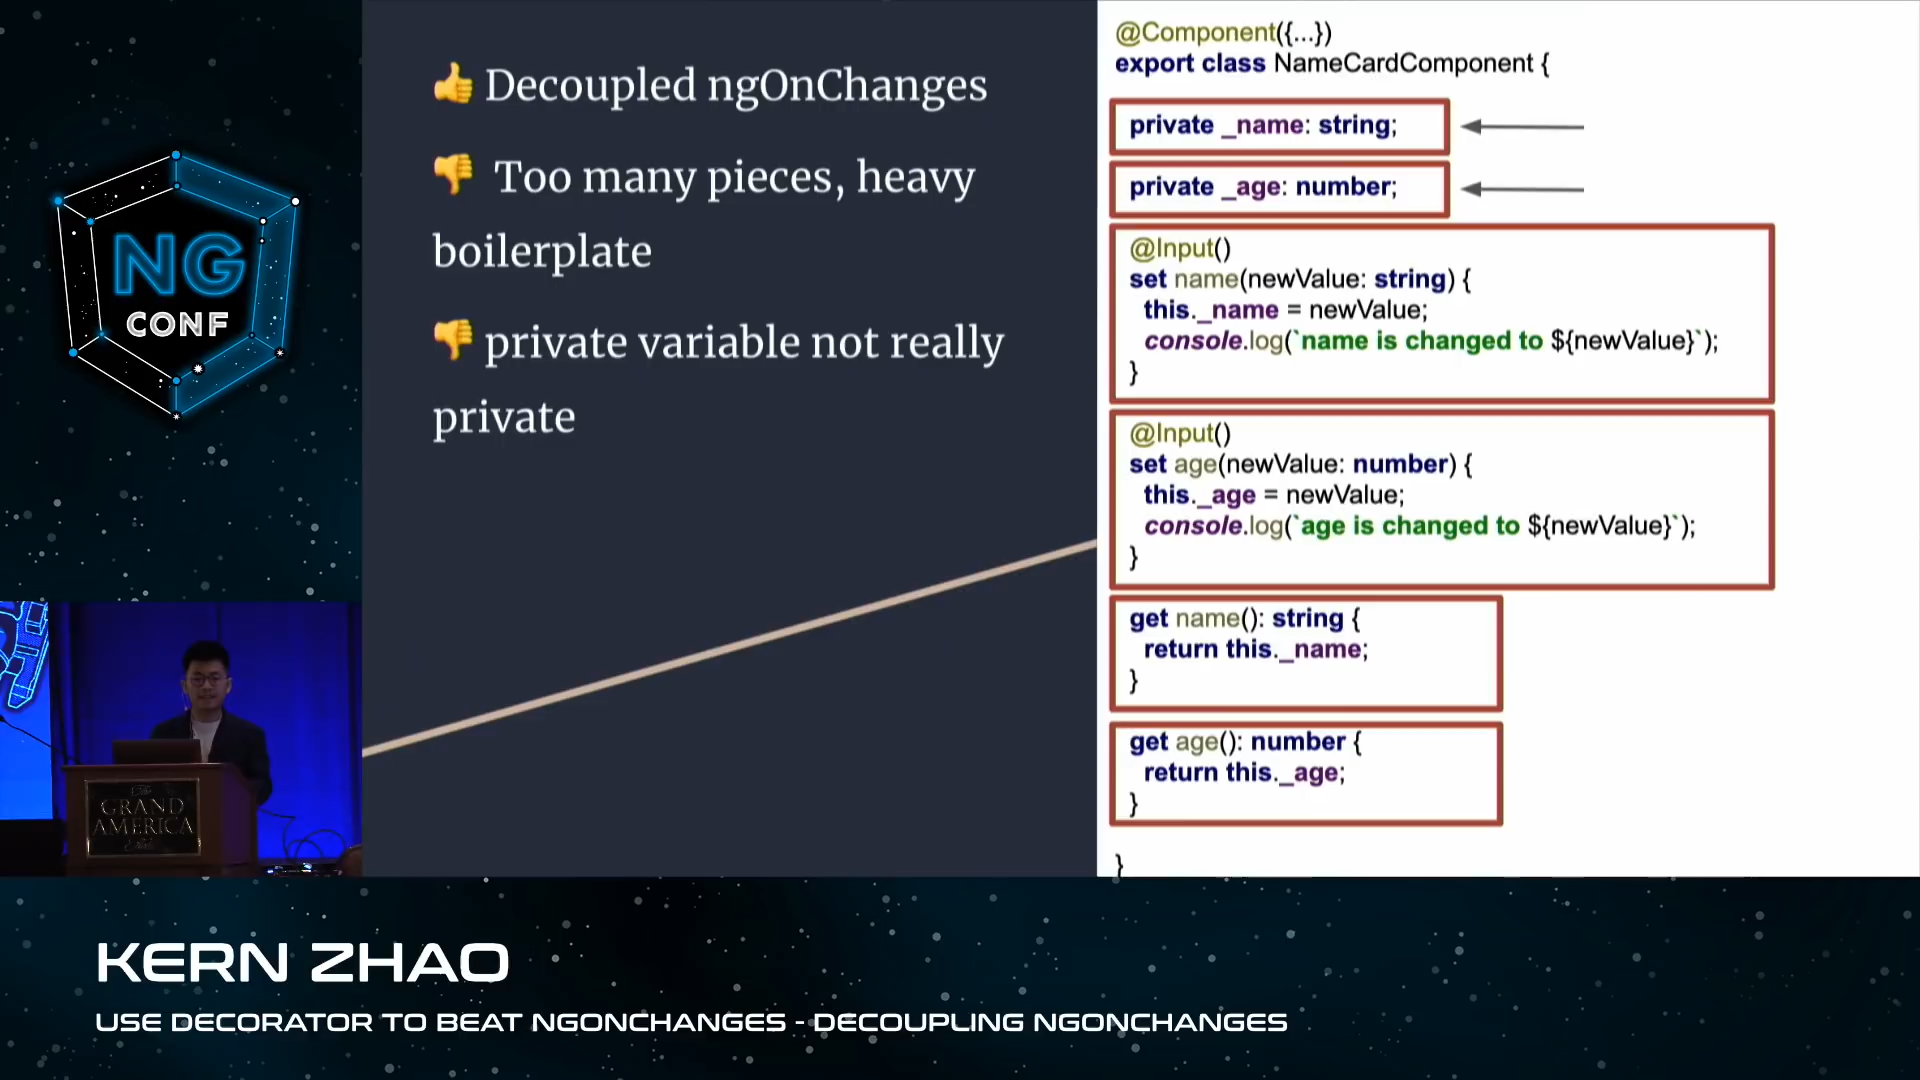 NG
CONF
👍 Decoupled ngOnChanges
👎 Too many pieces, heavy
boilerplate
👎 private variable not really
private
@Component({...})
export class NameCardComponent {
private _name: string;
private _age: number;
@Input()
set name(newValue: string) {
this._name = newValue;
console.log(`name is changed to ${newValue}`);
}
@Input()
set age(newValue: number) {
this._age = newValue;
console.log(`age is changed to ${newValue}`);
}
get name(): string {
return this._name;
}
get age(): number {
return this._age;
}
}
The
GRAND
AMERICA
KERN ZHAO
USE DECORATOR TO BEAT NGONCHANGES - DECOUPLING NGONCHANGES